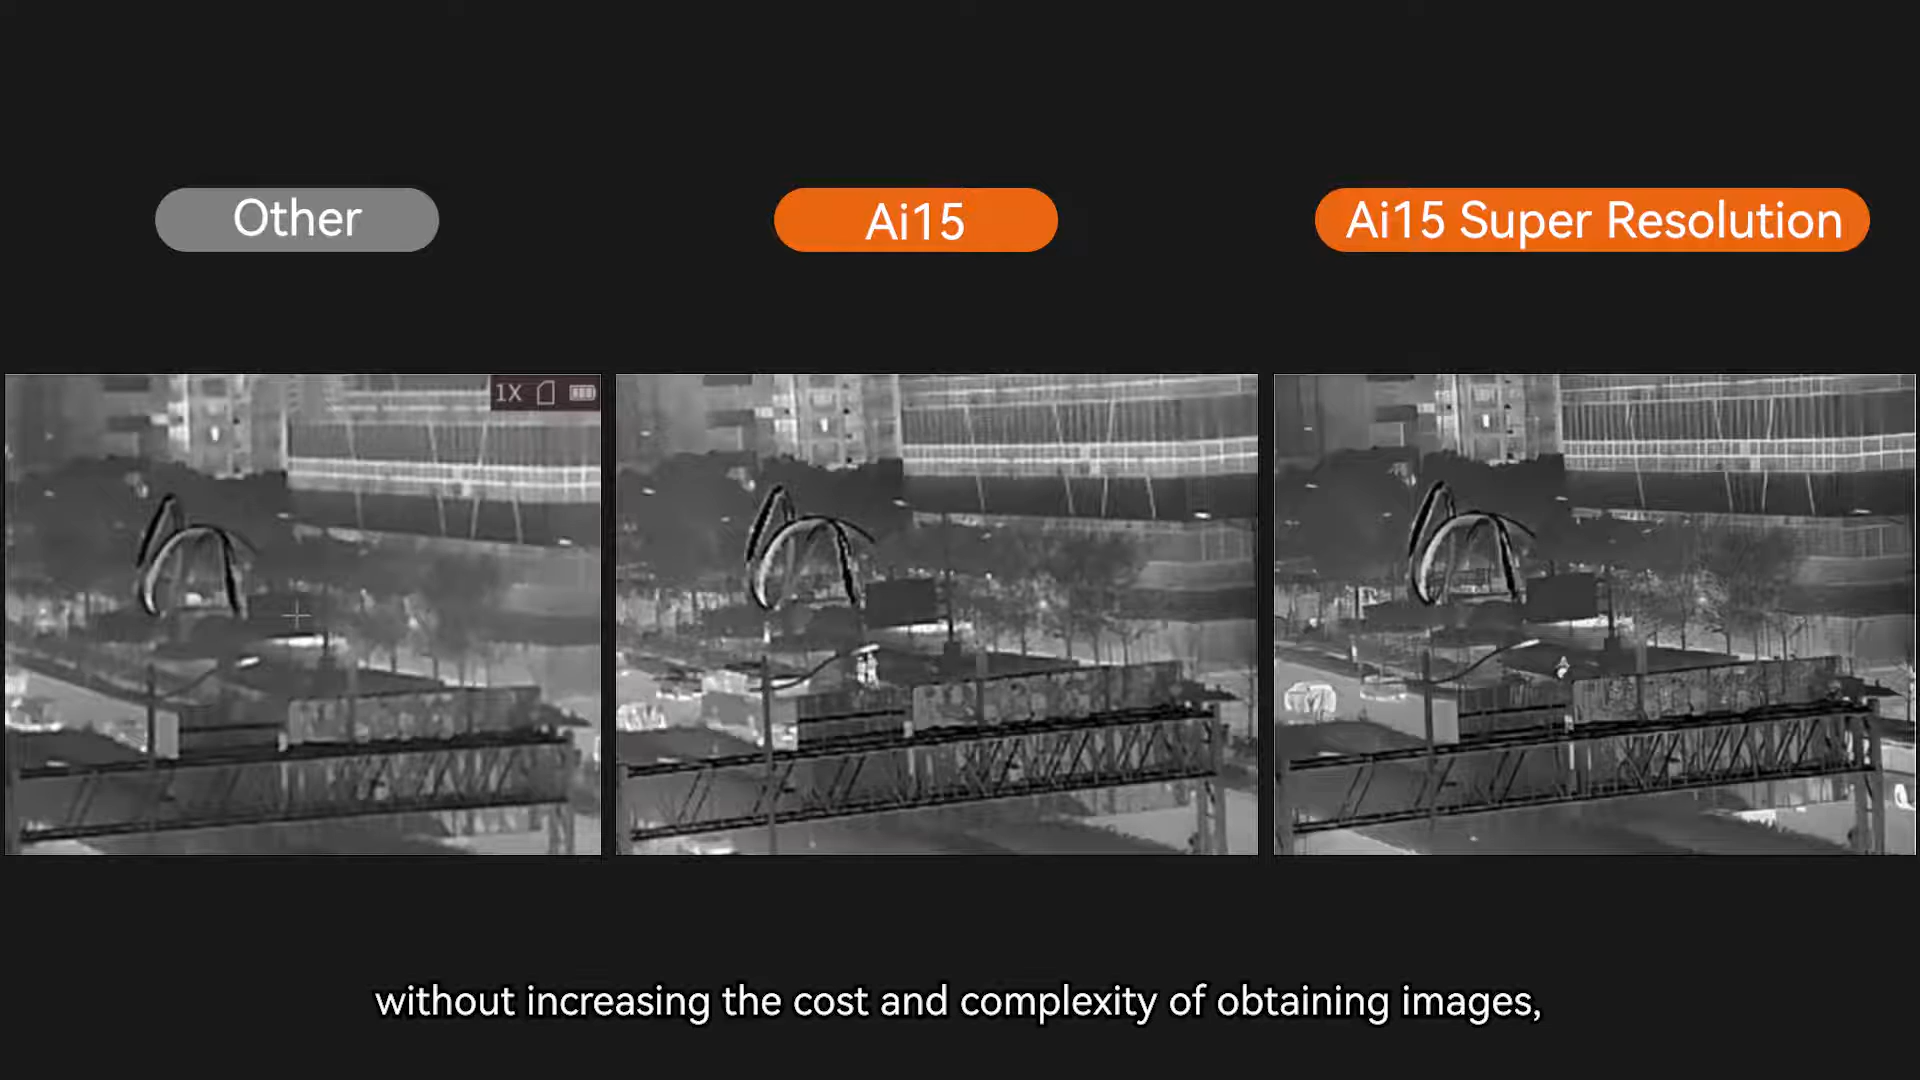 Other
Ai15
Ai15 Super Resolution
1X
without increasing the cost and complexity of obtaining images,